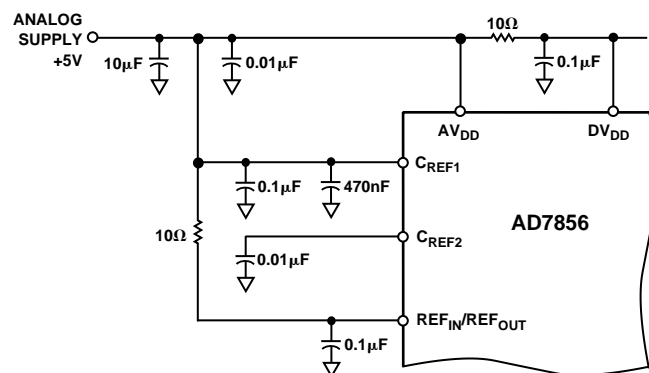 ANALOG
SUPPLY
+5V
10μF
0.01μF
10Ω
0.1μF
AVDD
DVDD
CREF1
0.1μF
470nF
AD7856
10Ω
CREF2
0.01μF
REFIN/REFOUT
0.1μF